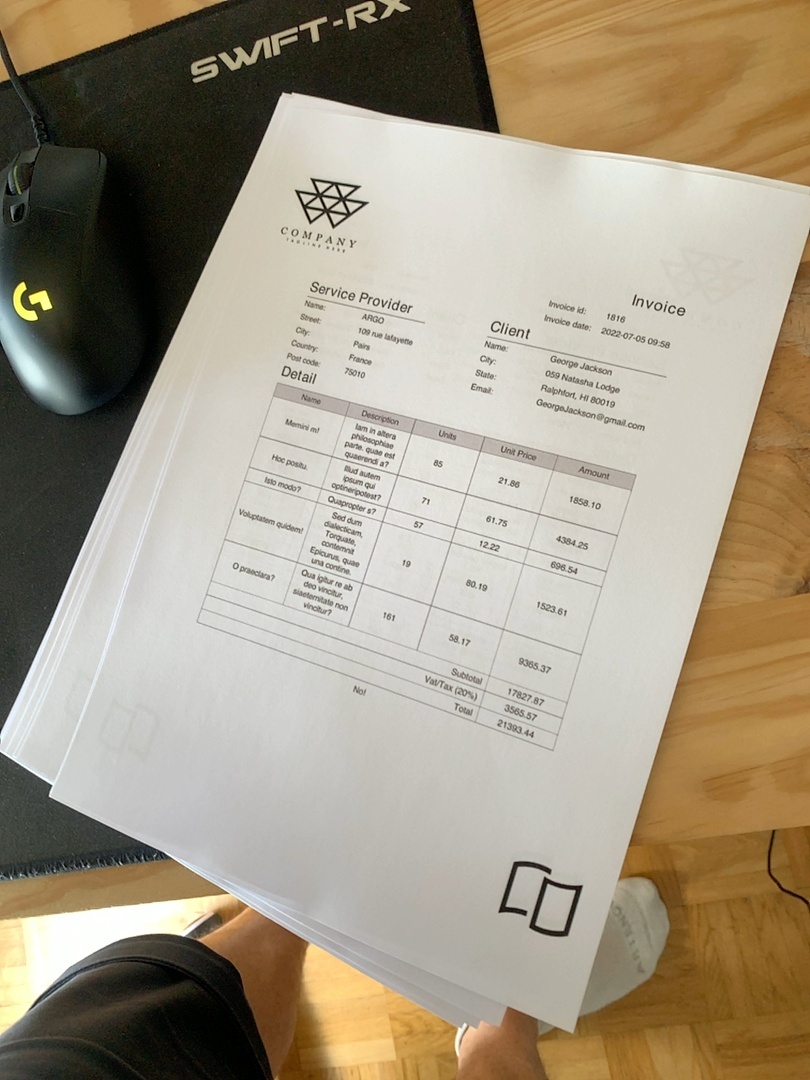 SWIFT-RX
COMPANY
TAGLINE HERE
Invoice
Invoice id: 1816
Invoice date: 2022-07-05 09:58
Service Provider
Name: ARGO
Street: 109 rue lafayette
City: Pairs
Country: France
Post code: 75010
Client
Name: George Jackson
City: 059 Natasha Lodge
State: Ralphfort, HI 80019
Email: GeorgeJackson@gmail.com
Detail
Name Description Units Unit Price Amount
Memini m! Iam in altera philosophiae parte. quae est quaerendi a? 85 21.86 1858.10
Hoc positu. Illud autem ipsum qui optineripotest? 71 61.75 4384.25
Isto modo? Quapropter s? 57 12.22 696.54
Voluptatem quidem! Sed dum dialecticam, Torquate, contemnit Epicurus, quae una contine. 19 80.19 1523.61
O praeclara? Qua igitur re ab deo vincitur, siaeternitate non vincitur? 161 58.17 9365.37
Subtotal 17827.87
Vat/Tax (20%) 3565.57
Total 21393.44
No!